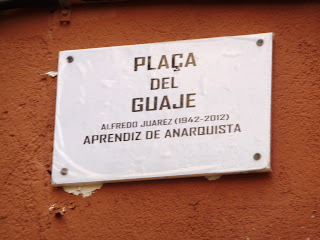 PLAÇA
DEL
GUAJE
ALFREDO JUAREZ (1942-2012)
APRENDIZ DE ANARQUISTA